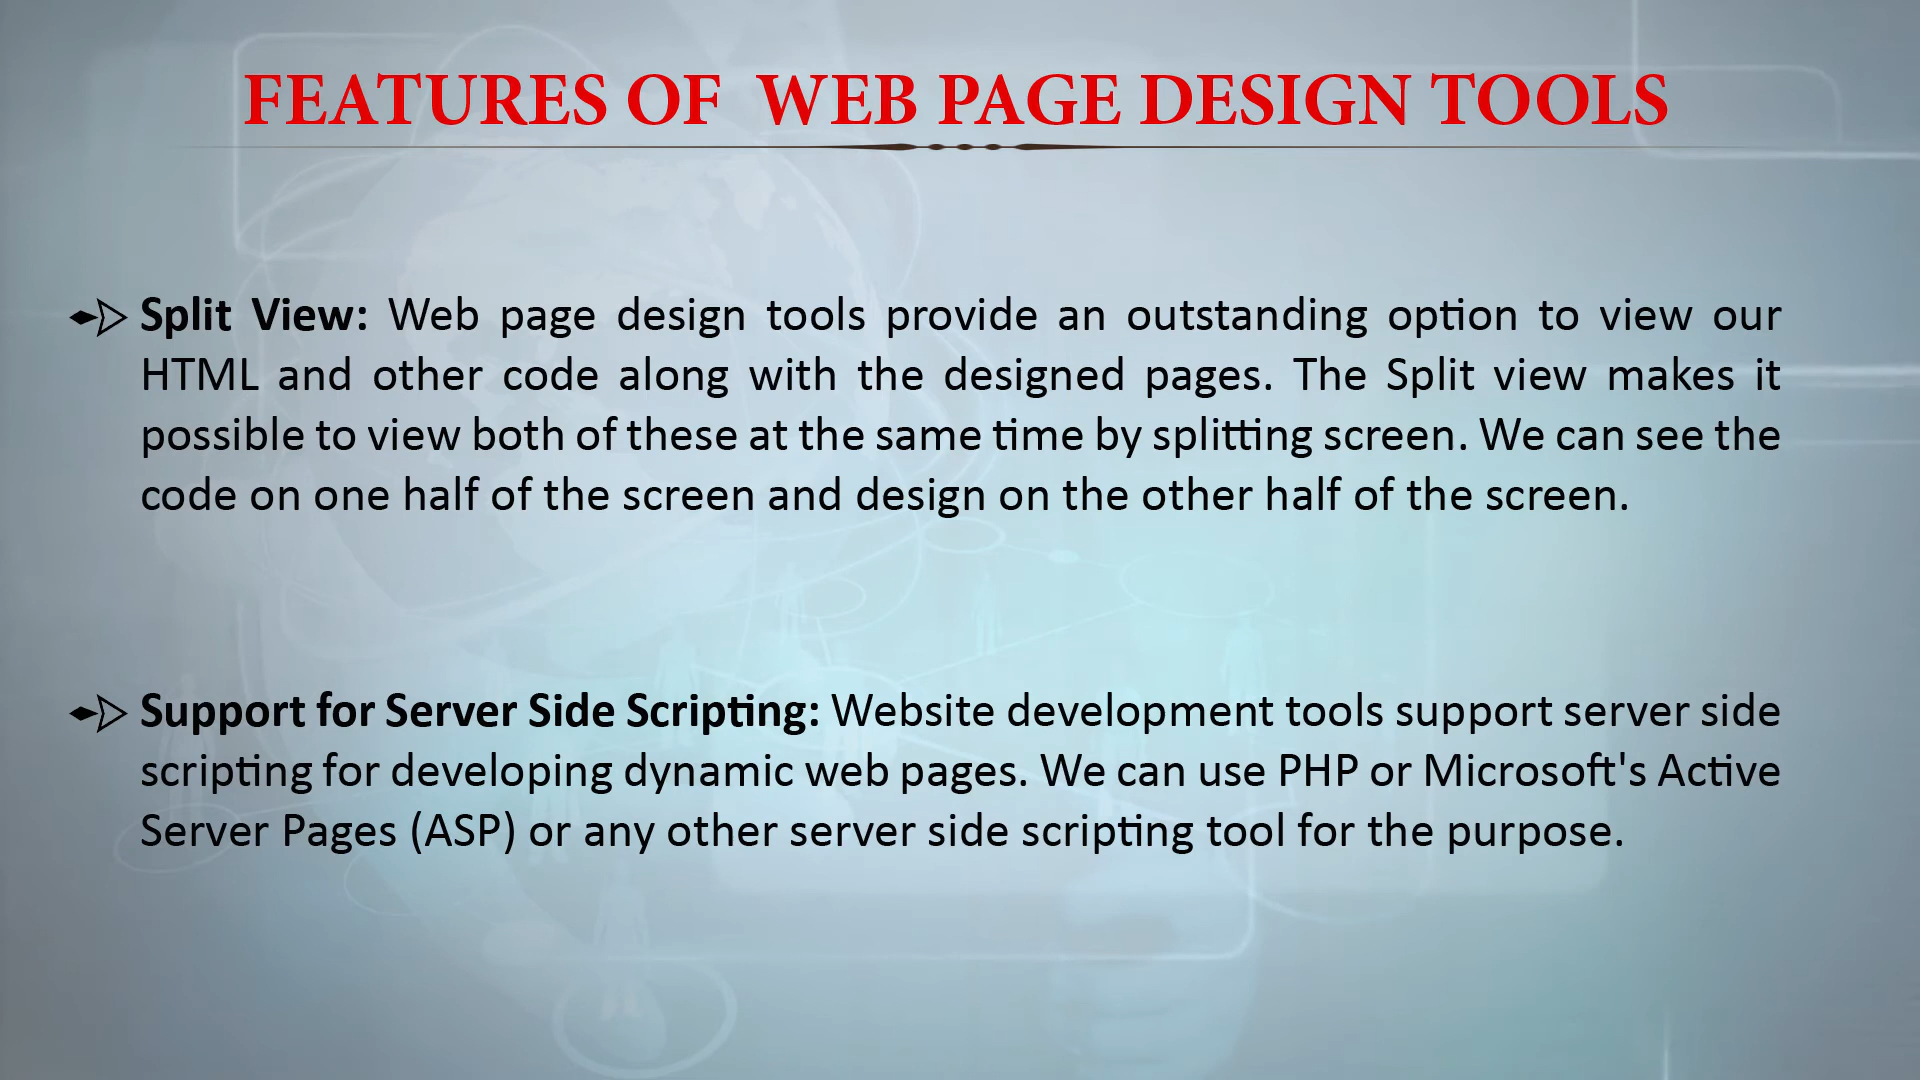 FEATURES OF WEB PAGE DESIGN TOOLS
Split View: Web page design tools provide an outstanding option to view our
HTML and other code along with the designed pages. The Split view makes it
possible to view both of these at the same time by splitting screen. We can see the
code on one half of the screen and design on the other half of the screen.
Support for Server Side Scripting: Website development tools support server side
scripting for developing dynamic web pages. We can use PHP or Microsoft's Active
Server Pages (ASP) or any other server side scripting tool for the purpose.